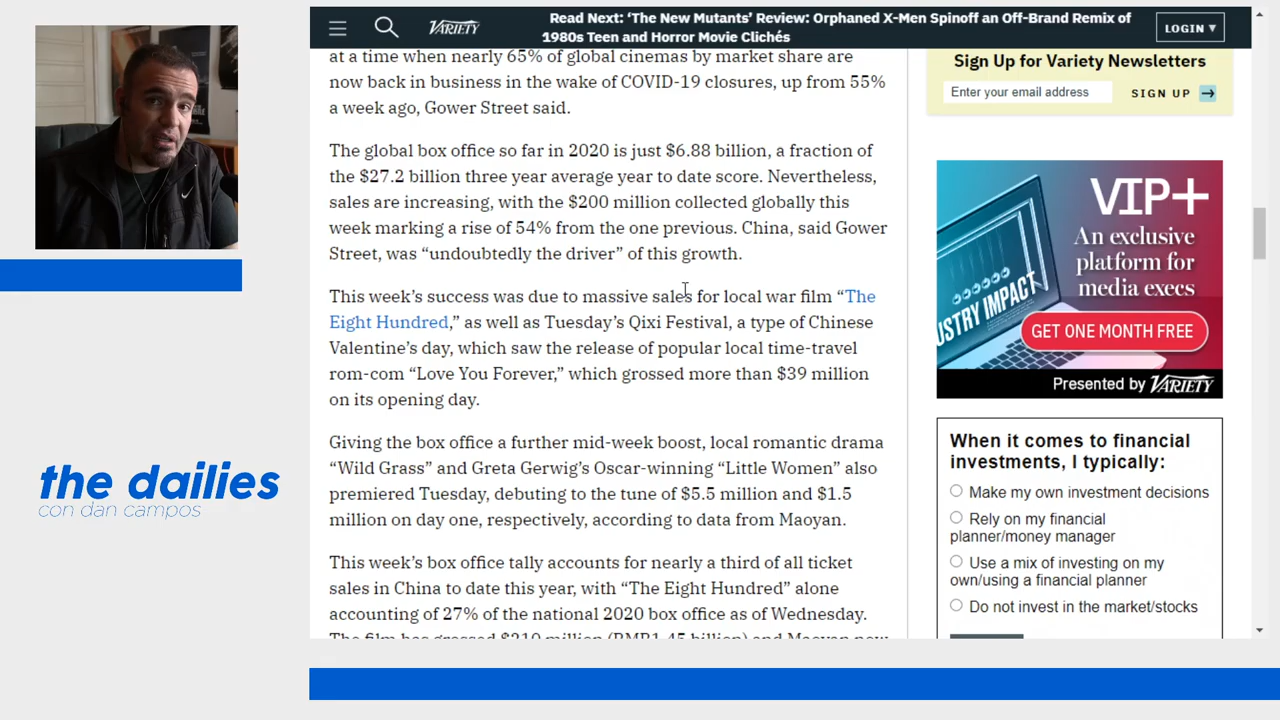 VARIETY
Read Next: ‘The New Mutants’ Review: Orphaned X-Men Spinoff an Off-Brand Remix of
1980s Teen and Horror Movie Clichés
LOGIN ▼
at a time when nearly 65% of global cinemas by market share are
now back in business in the wake of COVID-19 closures, up from 55%
a week ago, Gower Street said.
The global box office so far in 2020 is just $6.88 billion, a fraction of
the $27.2 billion three year average year to date score. Nevertheless,
sales are increasing, with the $200 million collected globally this
week marking a rise of 54% from the one previous. China, said Gower
Street, was “undoubtedly the driver” of this growth.
This week’s success was due to massive sales for local war film “The
Eight Hundred,” as well as Tuesday’s Qixi Festival, a type of Chinese
Valentine’s day, which saw the release of popular local time-travel
rom-com “Love You Forever,” which grossed more than $39 million
on its opening day.
Giving the box office a further mid-week boost, local romantic drama
“Wild Grass” and Greta Gerwig’s Oscar-winning “Little Women” also
premiered Tuesday, debuting to the tune of $5.5 million and $1.5
million on day one, respectively, according to data from Maoyan.
This week’s box office tally accounts for nearly a third of all ticket
sales in China to date this year, with “The Eight Hundred” alone
accounting of 27% of the national 2020 box office as of Wednesday.
The film has grossed $210 million (RMB1.45 billion) and Maoyan now
Sign Up for Variety Newsletters
Enter your email address
SIGN UP →
VIP+
An exclusive
platform for
media execs
USTRY IMPACT
GET ONE MONTH FREE
Presented by VARIETY
When it comes to financial
investments, I typically:
Make my own investment decisions
Rely on my financial
planner/money manager
Use a mix of investing on my
own/using a financial planner
Do not invest in the market/stocks
the dailies
con dan campos